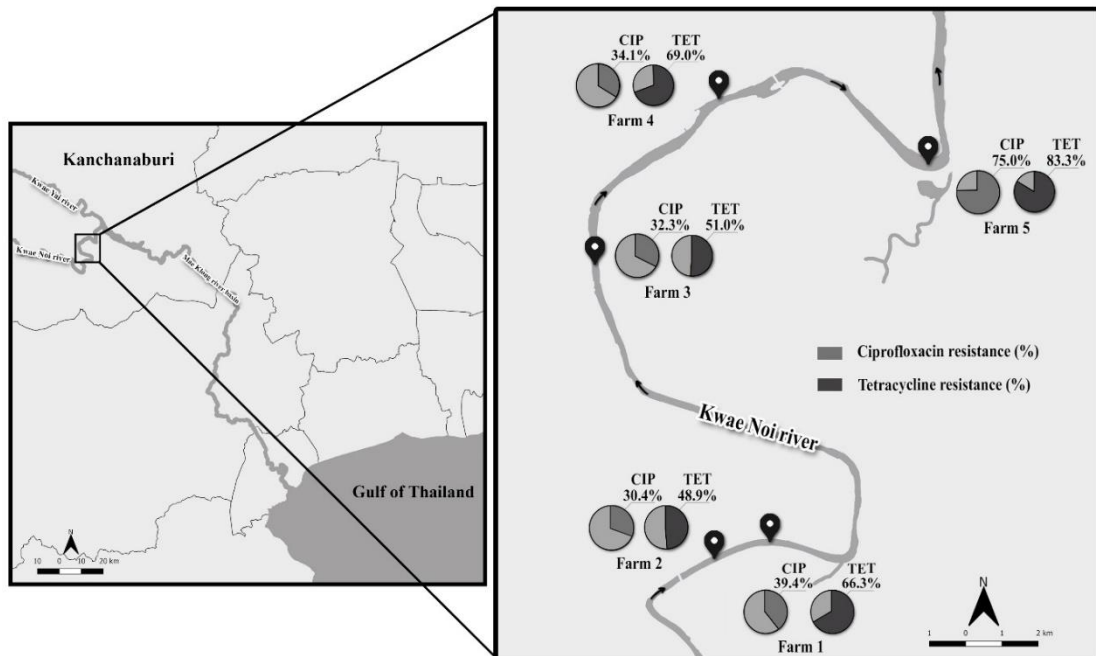 Kanchanaburi
Kwae Yai river
Kwae Noi river
Mae Klong river basin
Gulf of Thailand
N
10 0 10 20 km
CIP TET
34.1% 69.0%
Farm 4
CIP TET
75.0% 83.3%
Farm 5
CIP TET
32.3% 51.0%
Farm 3
Ciprofloxacin resistance (%)
Tetracycline resistance (%)
Kwae Noi river
CIP TET
30.4% 48.9%
Farm 2
CIP TET
39.4% 66.3%
Farm 1
N
1 0 1 2 km